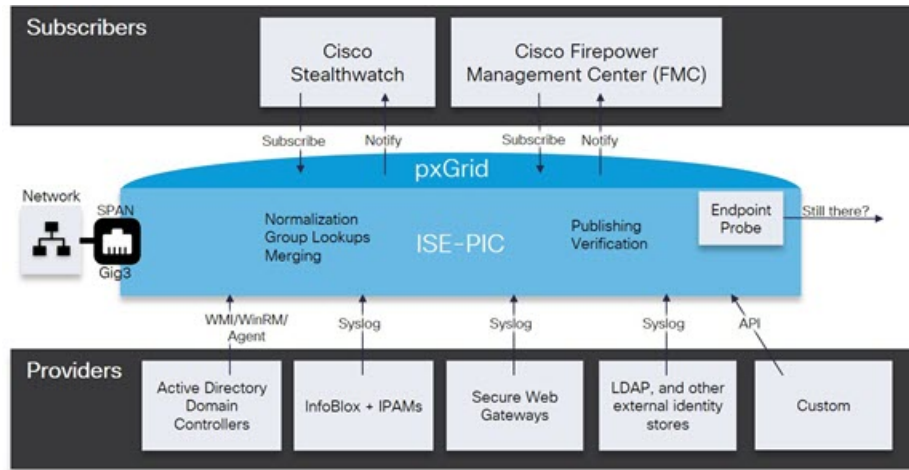 Subscribers
Cisco
Stealthwatch
Cisco Firepower
Management Center (FMC)
Subscribe
Notify
Subscribe
Notify
pxGrid
Network
SPAN
Gig3
Normalization
Group Lookups
Merging
ISE-PIC
Publishing
Verification
Endpoint
Probe
Still there?
WMI/WinRM/
Agent
Syslog
Syslog
Syslog
API
Providers
Active Directory
Domain
Controllers
InfoBlox + IPAMs
Secure Web
Gateways
LDAP, and other
external identity
stores
Custom